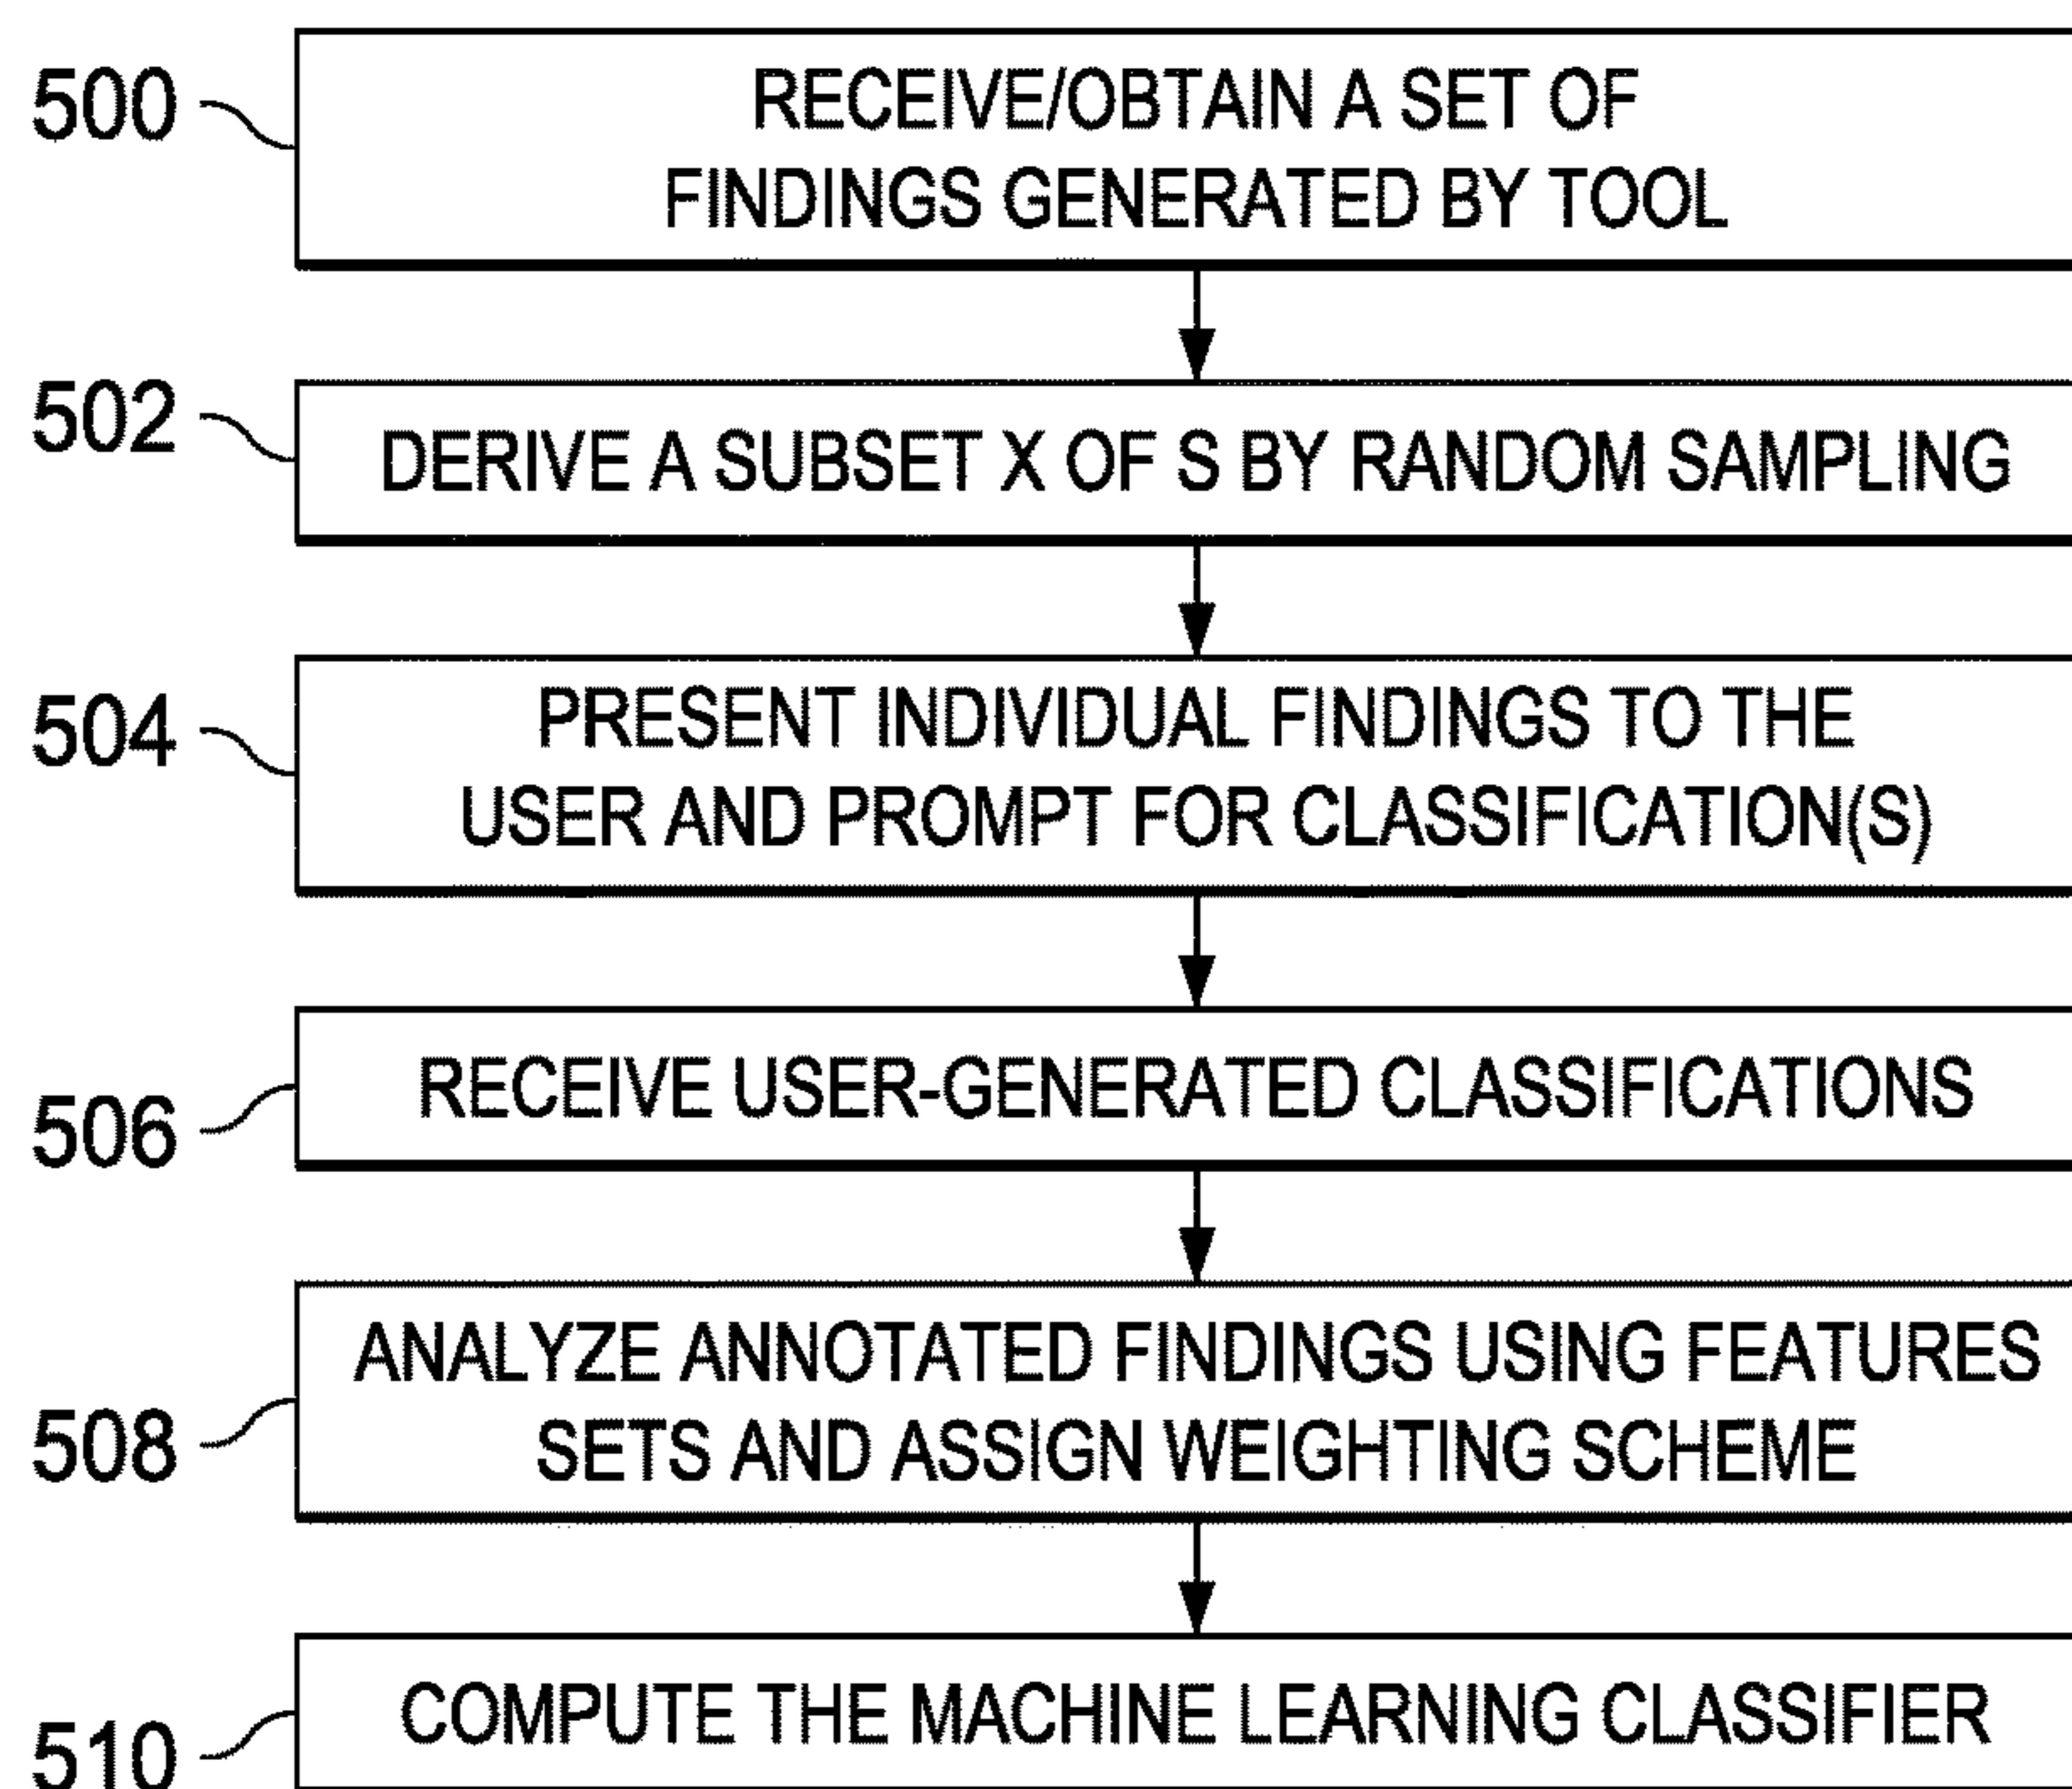 500
RECEIVE/OBTAIN A SET OF
FINDINGS GENERATED BY TOOL
502
DERIVE A SUBSET X OF S BY RANDOM SAMPLING
504
PRESENT INDIVIDUAL FINDINGS TO THE
USER AND PROMPT FOR CLASSIFICATION(S)
506
RECEIVE USER-GENERATED CLASSIFICATIONS
508
ANALYZE ANNOTATED FINDINGS USING FEATURES
SETS AND ASSIGN WEIGHTING SCHEME
510
COMPUTE THE MACHINE LEARNING CLASSIFIER